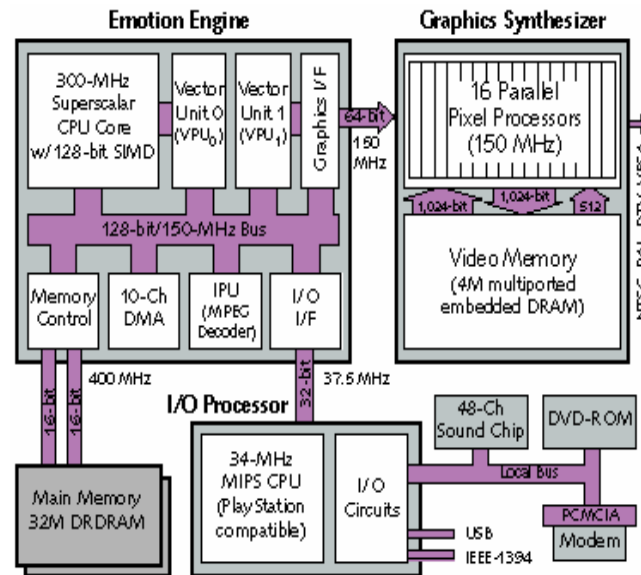 Emotion Engine
Graphics Synthesizer
300-MHz
Superscalar
CPU Core
w/128-bit SIMD
Vector
Unit 0
(VPU0)
Vector
Unit 1
(VPU1)
Graphics I/F
64-bit
150
MHz
16 Parallel
Pixel Processors
(150 MHz)
1,024-bit
1,024-bit
512
128-bit/150-MHz Bus
Video Memory
(4M multiported
embedded DRAM)
Memory
Control
10-Ch
DMA
IPU
(MPEG
Decoder)
I/O
I/F
16-bit
16-bit
400 MHz
32-bit
37.5 MHz
I/O Processor
48-Ch
Sound Chip
DVD-ROM
Main Memory
32M DRDRAM
34-MHz
MIPS CPU
(PlayStation
compatible)
I/O
Circuits
Local Bus
PCMCIA
Modem
USB
IEEE-1394